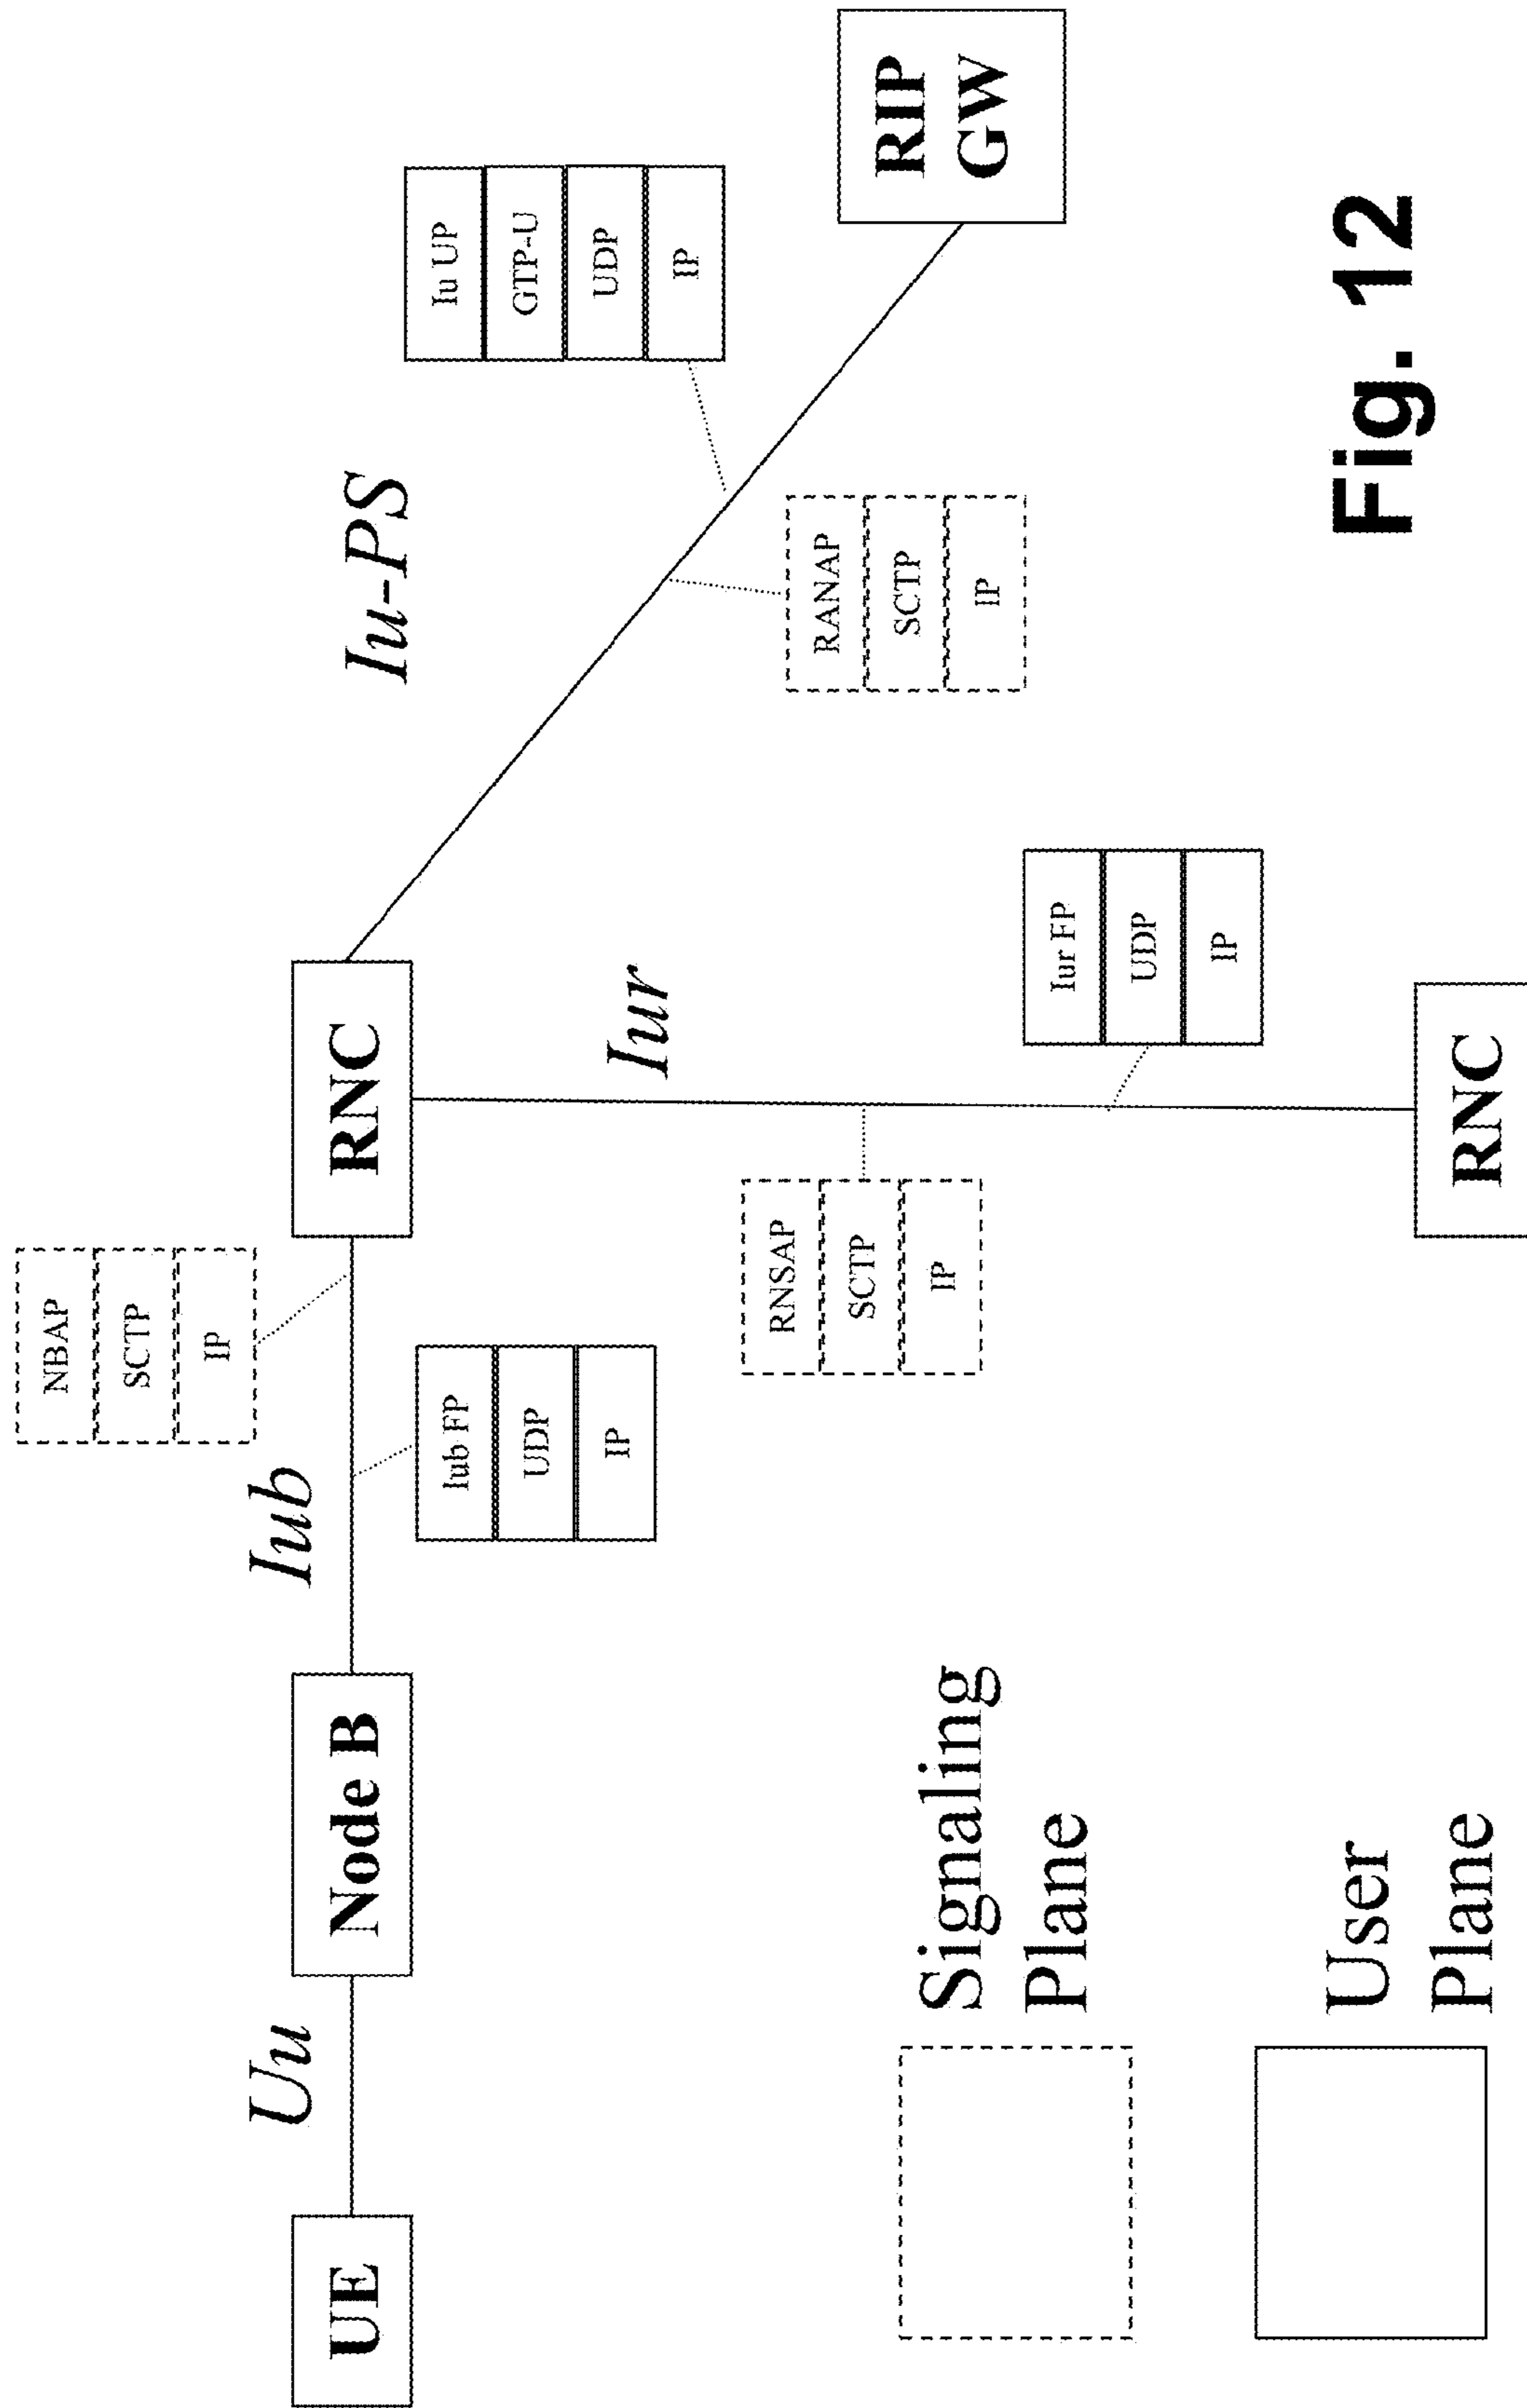 NBAP
SCTP
IP
Uu
Iub
Iu-PS
UE
Node B
RNC
Iub FP
UDP
IP
Iu UP
GTP-U
UDP
IP
Iur
RNSAP
SCTP
IP
RANAP
SCTP
IP
RIP
GW
Iur FP
UDP
IP
Signaling
Plane
User
Plane
RNC
Fig. 12